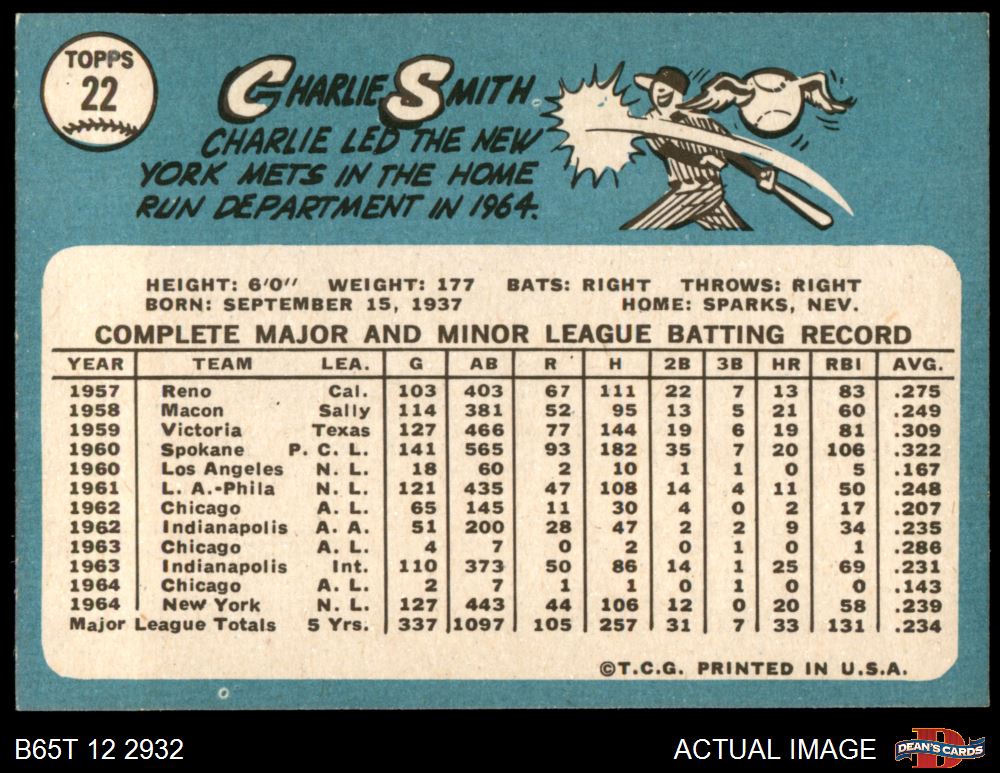 TOPPS
22
CHARLIE SMITH
CHARLIE LED THE NEW
YORK METS IN THE HOME
RUN DEPARTMENT IN 1964.
HEIGHT: 6'0" WEIGHT: 177 BATS: RIGHT THROWS: RIGHT
BORN: SEPTEMBER 15, 1937 HOME: SPARKS, NEV.
COMPLETE MAJOR AND MINOR LEAGUE BATTING RECORD
YEAR TEAM LEA. G AB R H 2B 3B HR RBI AVG.
1957 Reno Cal. 103 403 67 111 22 7 13 83 .275
1958 Macon Sally 114 381 52 95 13 5 21 60 .249
1959 Victoria Texas 127 466 77 144 19 6 19 81 .309
1960 Spokane P. C. L. 141 565 93 182 35 7 20 106 .322
1960 Los Angeles N. L. 18 60 2 10 1 1 0 5 .167
1961 L. A.-Phila N. L. 121 435 47 108 14 4 11 50 .248
1962 Chicago A. L. 65 145 11 30 4 0 2 17 .207
1962 Indianapolis A. A. 51 200 28 47 2 2 9 34 .235
1963 Chicago A. L. 4 7 0 2 0 1 0 1 .286
1963 Indianapolis Int. 110 373 50 86 14 1 25 69 .231
1964 Chicago A. L. 2 7 1 1 0 1 0 0 .143
1964 New York N. L. 127 443 44 106 12 0 20 58 .239
Major League Totals 5 Yrs. 337 1097 105 257 31 7 33 131 .234
©T.C.G. PRINTED IN U.S.A.
B65T 12 2932
ACTUAL IMAGE
D
DEAN'S CARDS